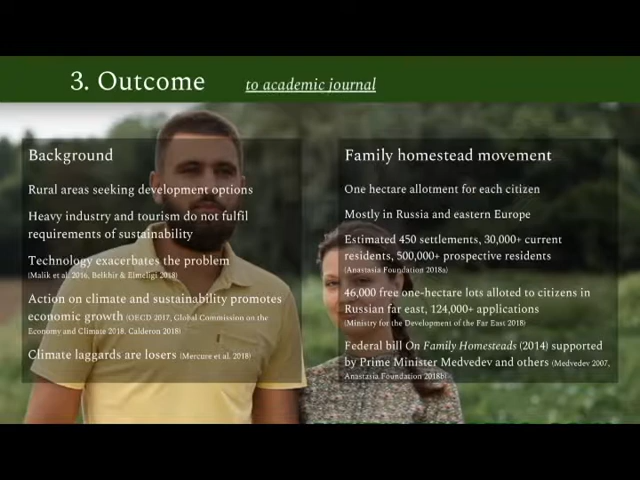 3. Outcome to academic journal
Background
Rural areas seeking development options
Heavy industry and tourism do not fulfil
requirements of sustainability
Technology exacerbates the problem
(Malik et al. 2016, Belkhir & Elmeligi 2018)
Action on climate and sustainability promotes
economic growth (OECD 2017, Global Commission on the
Economy and Climate 2018, Calderon 2018)
Climate laggards are losers (Mercure et al. 2018)
Family homestead movement
One hectare allotment for each citizen
Mostly in Russia and eastern Europe
Estimated 450 settlements, 30,000+ current
residents, 500,000+ prospective residents
(Anastasia Foundation 2018a)
46,000 free one-hectare lots alloted to citizens in
Russian far east, 124,000+ applications
(Ministry for the Development of the Far East 2018)
Federal bill On Family Homesteads (2014) supported
by Prime Minister Medvedev and others (Medvedev 2007,
Anastasia Foundation 2018b)